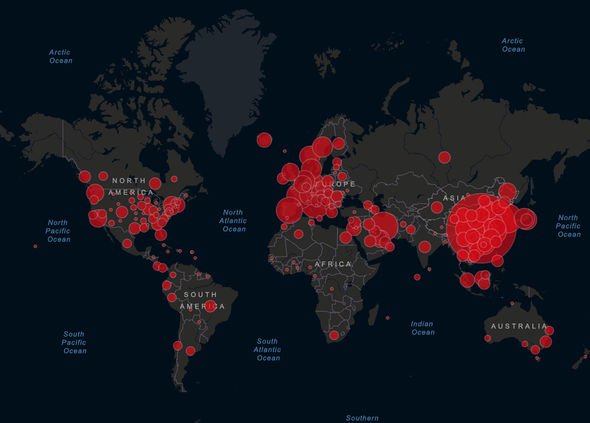 Arctic
Ocean
Arctic
Ocean
NORTH
AMERICA
EUROPE
ASIA
North
Pacific
Ocean
North
Atlantic
Ocean
North
Pacific
Ocean
AFRICA
SOUTH
AMERICA
Indian
Ocean
AUSTRALIA
South
Pacific
Ocean
South
Atlantic
Ocean
Southern